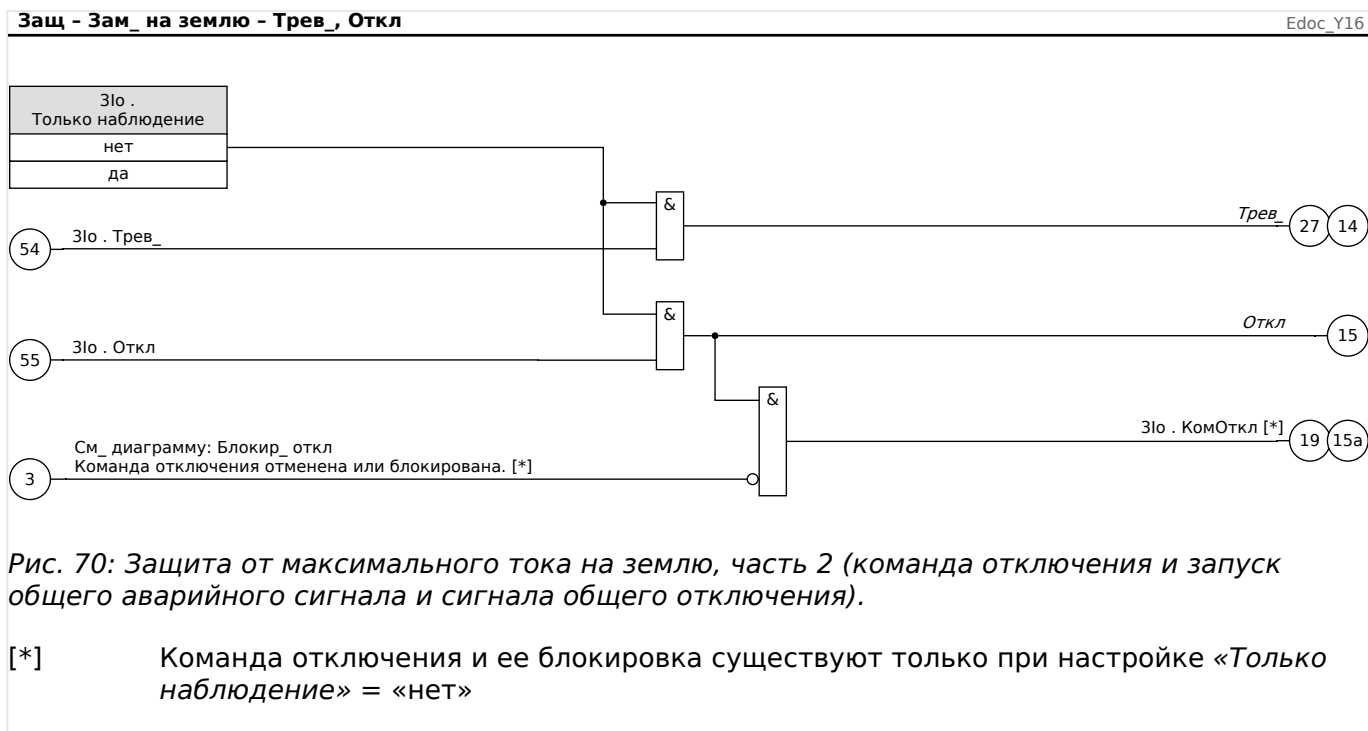 Защ – Зам_ на землю – Трев_, Откл
Edoc_Y16
3Io .
Только наблюдение
нет
да
&
Трев_
27
14
54
3Io . Трев_
&
Откл
15
55
3Io . Откл
&
3Io . КомОткл [*]
19
15a
См_ диаграмму: Блокир_ откл
Команда отключения отменена или блокирована. [*]
3
Рис. 70: Защита от максимального тока на землю, часть 2 (команда отключения и запуск
общего аварийного сигнала и сигнала общего отключения).
[*] Команда отключения и ее блокировка существуют только при настройке «Только
наблюдение» = «нет»